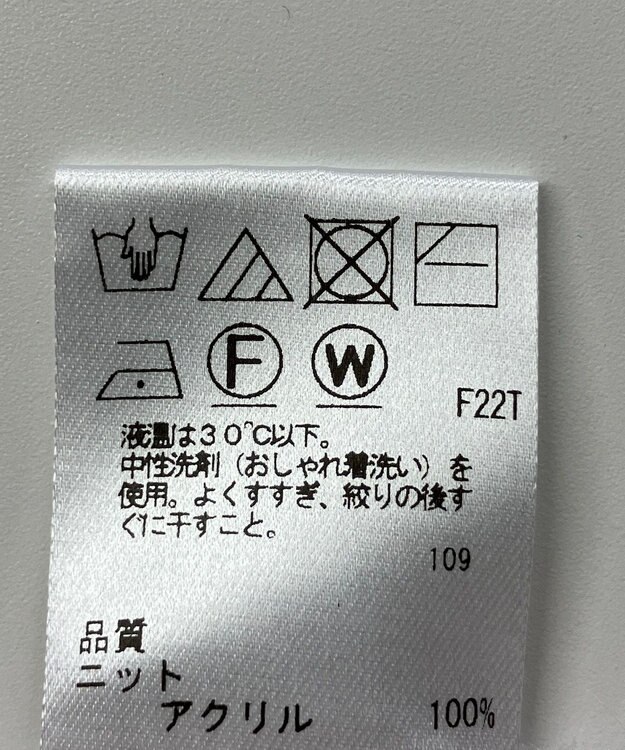 F
W
F22T
液温は30℃以下。
中性洗剤（おしゃれ着洗い）を
使用。よくすすぎ、絞りの後す
ぐに干すこと。
109
品質
ニット
アクリル 100%